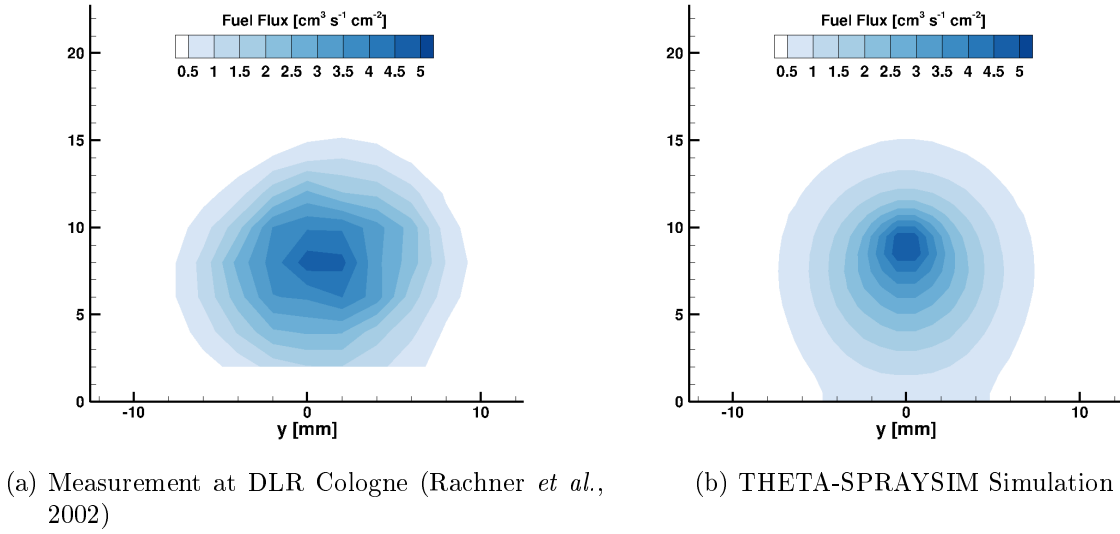 Fuel Flux [cm³ s⁻¹ cm⁻²]
0.5 1 1.5 2 2.5 3 3.5 4 4.5 5
20
15
10
5
0
-10 0 10
y [mm]
(a) Measurement at DLR Cologne (Rachner et al.,
2002)
Fuel Flux [cm³ s⁻¹ cm⁻²]
0.5 1 1.5 2 2.5 3 3.5 4 4.5 5
20
15
10
5
0
-10 0 10
y [mm]
(b) THETA-SPRAYSIM Simulation